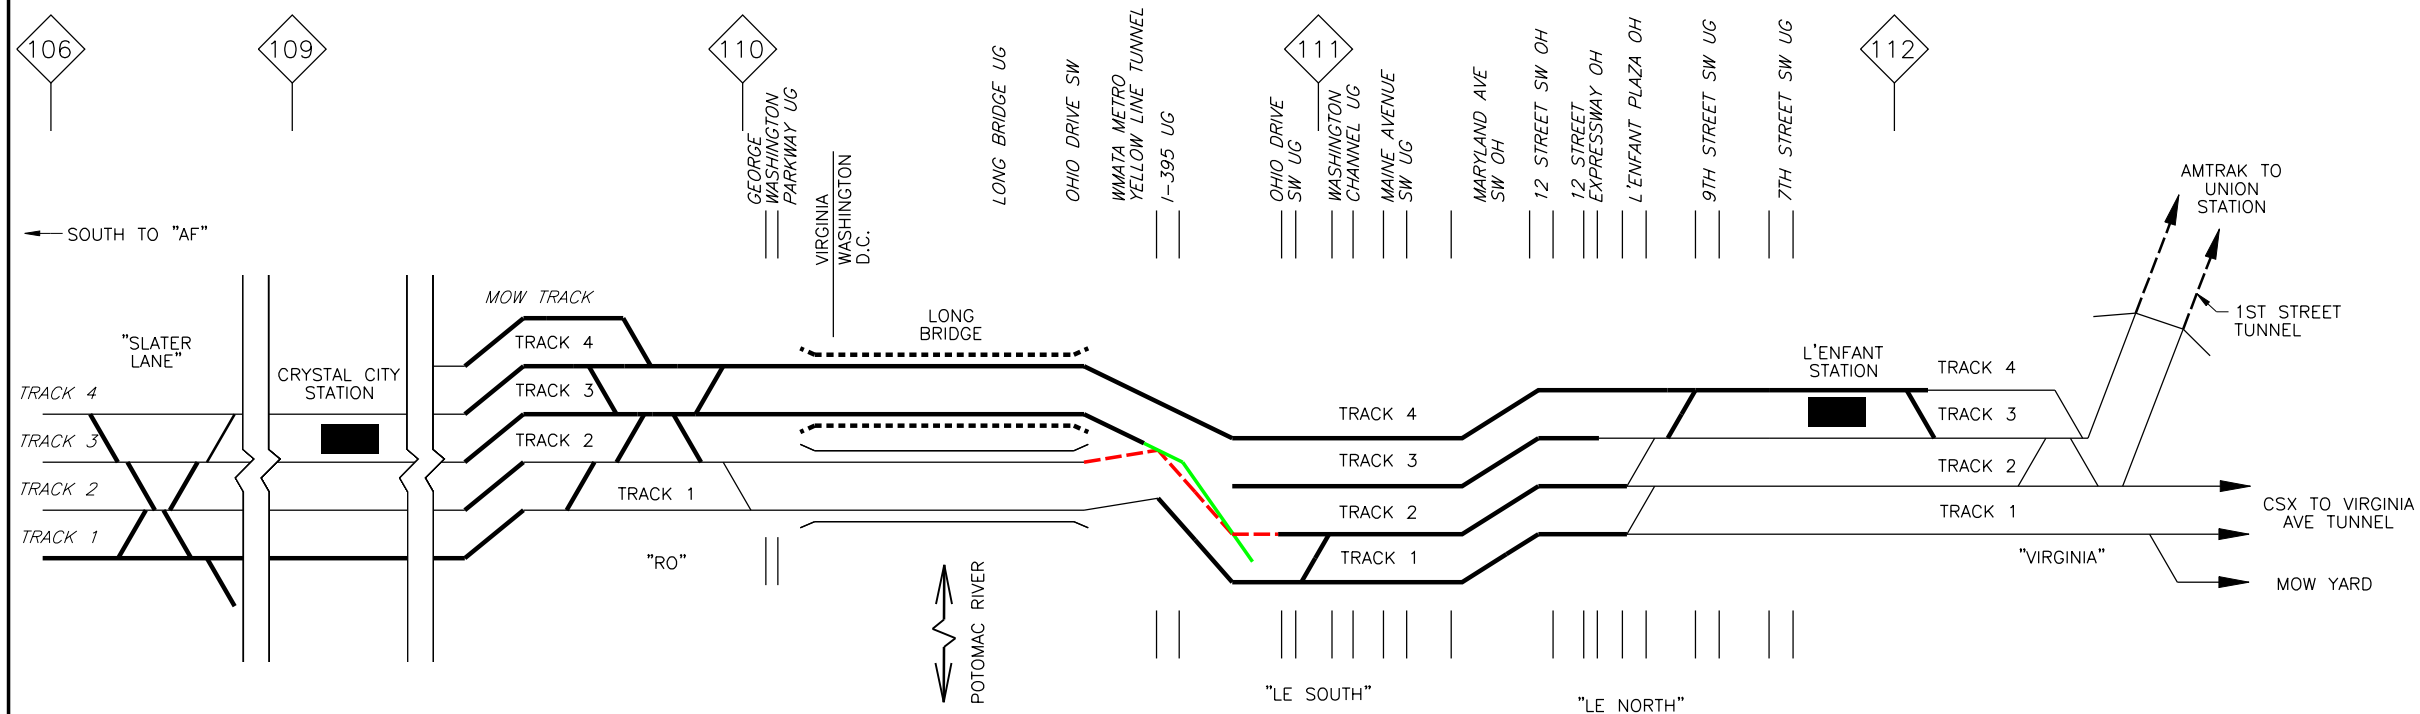 106
109
110
111
112
GEORGE
WASHINGTON
PARKWAY UG
VIRGINIA
WASHINGTON
D.C.
LONG BRIDGE UG
OHIO DRIVE SW
WMATA METRO
YELLOW LINE TUNNEL
I-395 UG
OHIO DRIVE
SW UG
WASHINGTON
CHANNEL UG
MAINE AVENUE
SW UG
MARYLAND AVE
SW OH
12 STREET SW OH
12 STREET
EXPRESSWAY OH
L'ENFANT PLAZA OH
9TH STREET SW UG
7TH STREET SW UG
AMTRAK TO
UNION
STATION
SOUTH TO "AF"
1ST STREET
TUNNEL
MOW TRACK
LONG
BRIDGE
"SLATER
LANE"
CRYSTAL CITY
STATION
L'ENFANT
STATION
TRACK 4
TRACK 3
TRACK 2
TRACK 1
TRACK 4
TRACK 3
TRACK 2
TRACK 1
TRACK 4
TRACK 3
TRACK 2
TRACK 1
TRACK 4
TRACK 3
TRACK 2
TRACK 1
CSX TO VIRGINIA
AVE TUNNEL
"RO"
"VIRGINIA"
MOW YARD
POTOMAC RIVER
"LE SOUTH"
"LE NORTH"